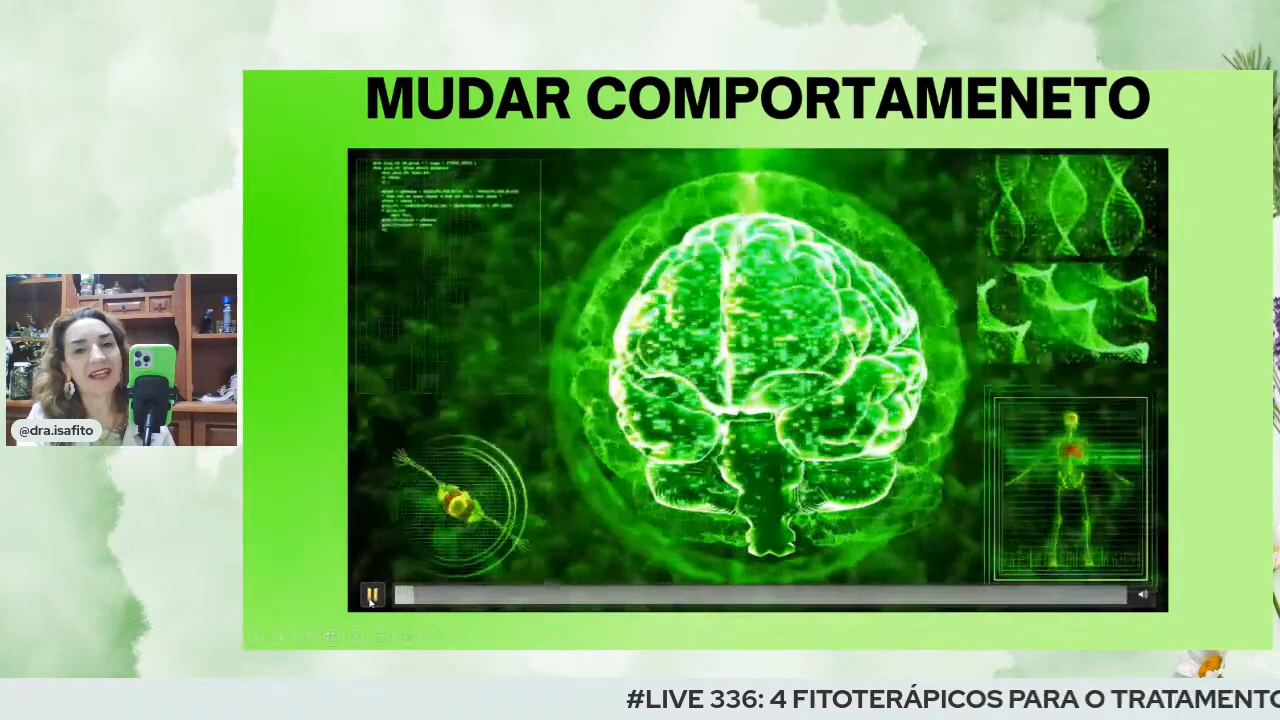 MUDAR COMPORTAMENETO
@dra.isafito
#LIVE 336: 4 FITOTERÁPICOS PARA O TRATAMENTO